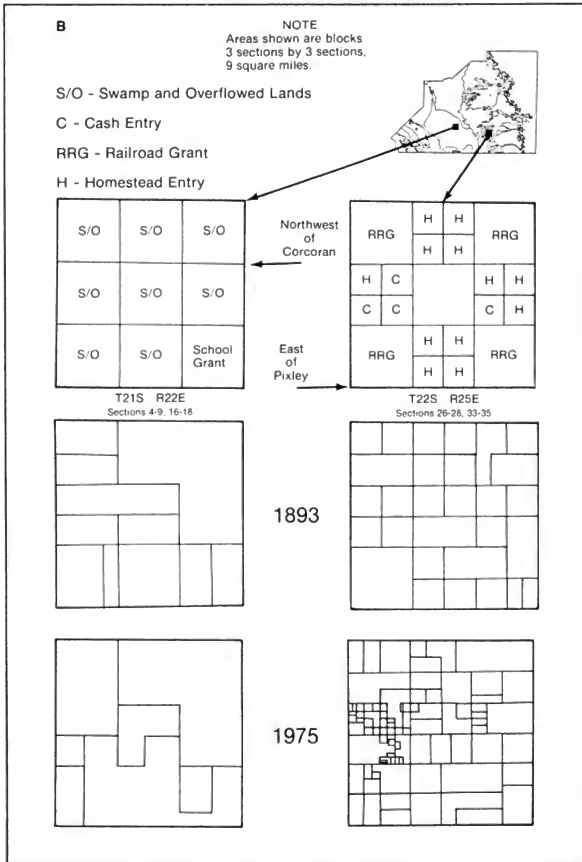 B
NOTE
Areas shown are blocks
3 sections by 3 sections,
9 square miles.
S/O - Swamp and Overflowed Lands
C - Cash Entry
RRG - Railroad Grant
H - Homestead Entry
S/O S/O S/O
S/O S/O S/O
S/O S/O School
Grant
T21S R22E
Sections 4-9, 16-18
Northwest
of
Corcoran
East
of
Pixley
RRG H H RRG
H H
H C C H
C C C H
RRG H H RRG
H H
T22S R25E
Sections 26-28, 33-35
1893
1975